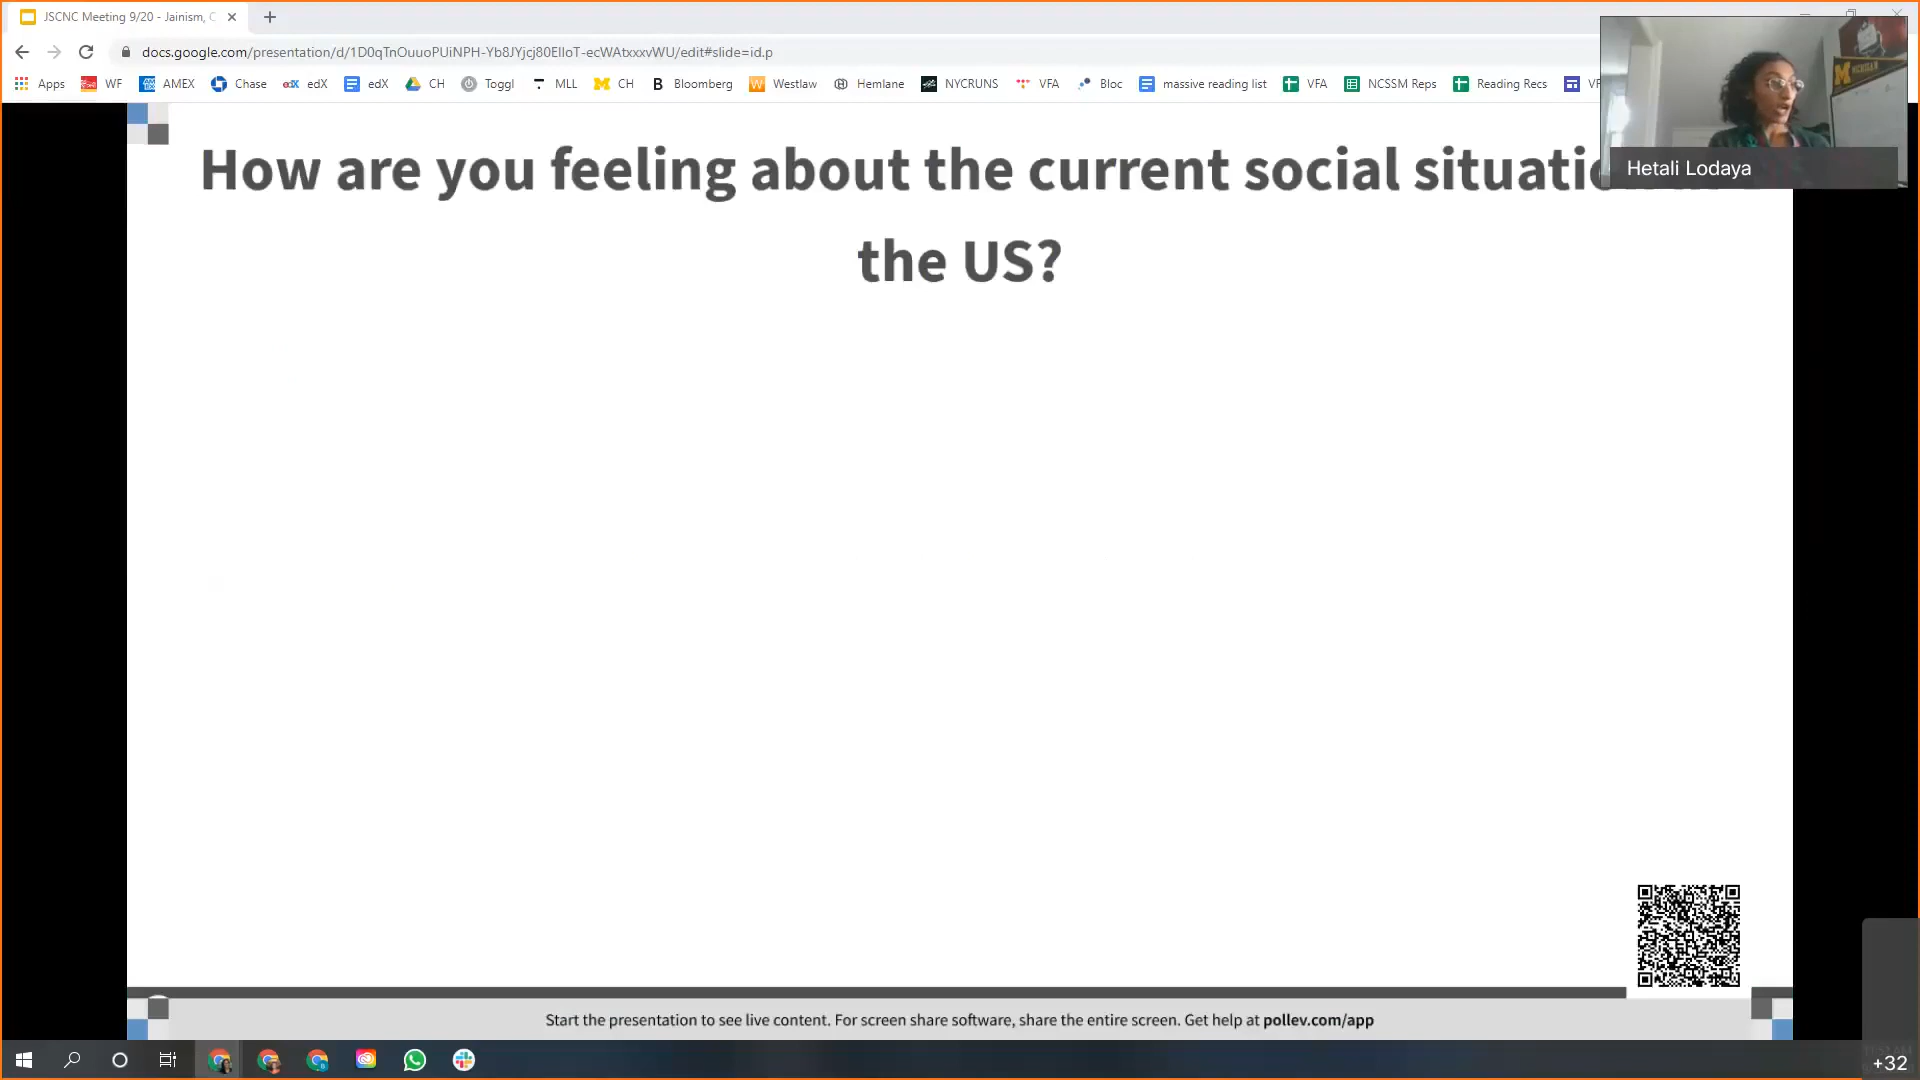 JSCNC Meeting 9/20 - Jainism, C
docs.google.com/presentation/d/1D0qTnOuuoPUiNPH-Yb8JYjcj80EIIoT-ecWAtxxxvWU/edit#slide=id.p
Apps WF AMEX Chase edX edX CH Toggl MLL CH Bloomberg Westlaw Hemlane NYCRUNS VFA Bloc massive reading list VFA NCSSM Reps Reading Recs
How are you feeling about the current social
the US?
MICHIGAN
Hetali Lodaya
Start the presentation to see live content. For screen share software, share the entire screen. Get help at pollev.com/app
+32